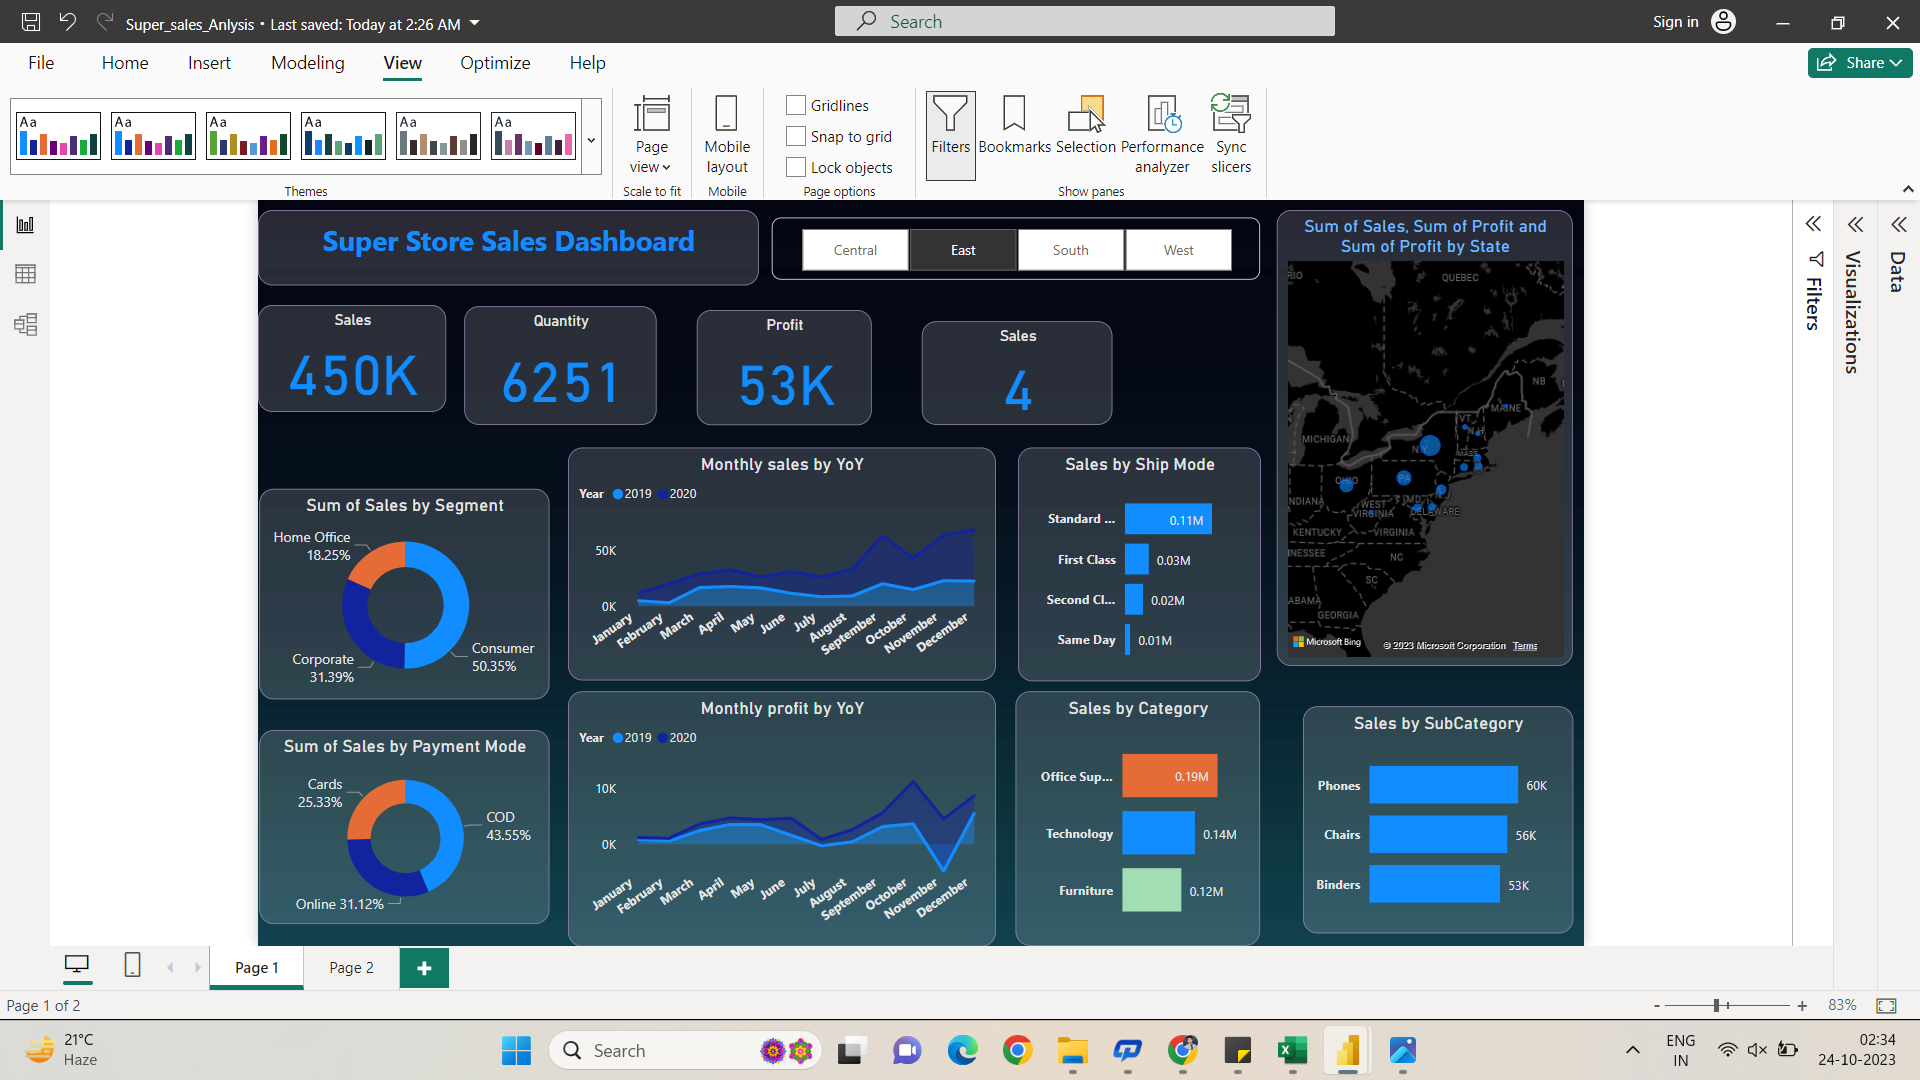 Super_sales_Anlysis • Last saved: Today at 2:26 AM
Search
Sign in
File
Home
Insert
Modeling
View
Optimize
Help
Share
Aa
Aa
Aa
Aa
Aa
Aa
Themes
Page
view
Scale to fit
Mobile
layout
Mobile
Gridlines
Snap to grid
Lock objects
Page options
Filters
Bookmarks
Selection
Performance
analyzer
Sync
slicers
Show panes
Super Store Sales Dashboard
Central
East
South
West
Sales
450K
Quantity
6251
Profit
53K
Sales
4
Sum of Sales, Sum of Profit and
Sum of Profit by State
QUEBEC
NB
MAINE
VT.
N.H.
MICHIGAN
N.Y.
MASS.
OHIO
PA
N.J.
NDIANA
MD.
WEST
VIRGINIA
DELAWARE
KENTUCKY
VIRGINIA
NNESSEE
NC
SC
ABAMA
GEORGIA
Microsoft Bing
© 2023 Microsoft Corporation
Terms
Filters
Visualizations
Data
Sum of Sales by Segment
Home Office
18.25%
Consumer
50.35%
Corporate
31.39%
Monthly sales by YoY
Year
2019
2020
50K
0K
January
February
March
April
May
June
July
August
September
October
November
December
Sales by Ship Mode
Standard ...
0.11M
First Class
0.03M
Second Cl...
0.02M
Same Day
0.01M
Sum of Sales by Payment Mode
Cards
25.33%
COD
43.55%
Online 31.12%
Monthly profit by YoY
Year
2019
2020
10K
0K
January
February
March
April
May
June
July
August
September
October
November
December
Sales by Category
Office Sup...
0.19M
Technology
0.14M
Furniture
0.12M
Sales by SubCategory
Phones
60K
Chairs
56K
Binders
53K
Page 1
Page 2
Page 1 of 2
83%
21°C
Haze
Search
ENG
IN
02:34
24-10-2023